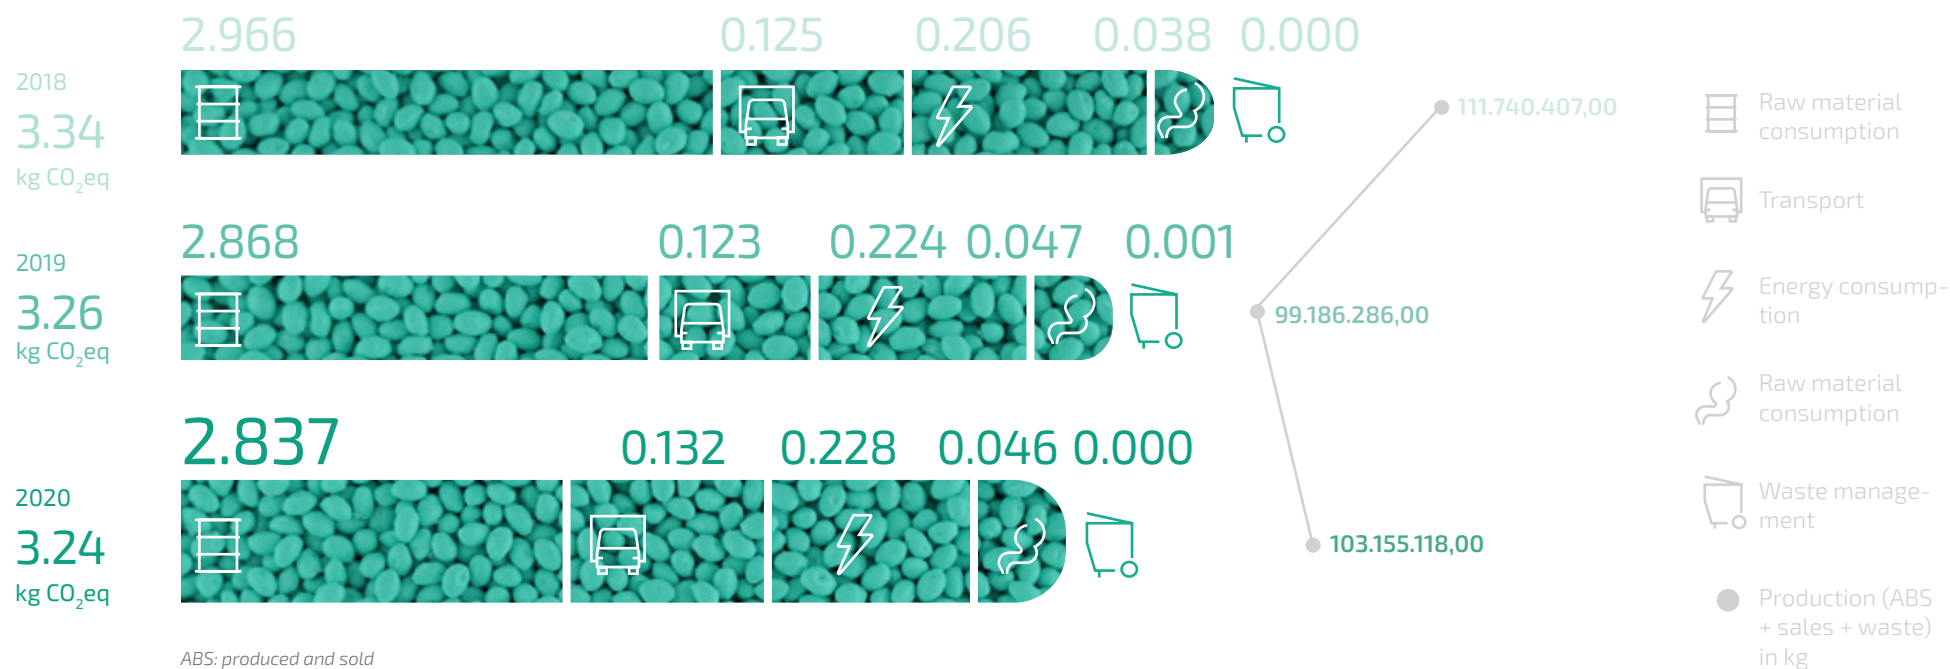 2.966 0.125 0.206 0.038 0.000
2018
3.34
kg CO₂eq
111.740.407,00
2.868 0.123 0.224 0.047 0.001
2019
3.26
kg CO₂eq
99.186.286,00
2.837 0.132 0.228 0.046 0.000
2020
3.24
kg CO₂eq
103.155.118,00
ABS: produced and sold
Raw material
consumption
Transport
Energy consump-
tion
Raw material
consumption
Waste manage-
ment
Production (ABS
+ sales + waste)
in kg